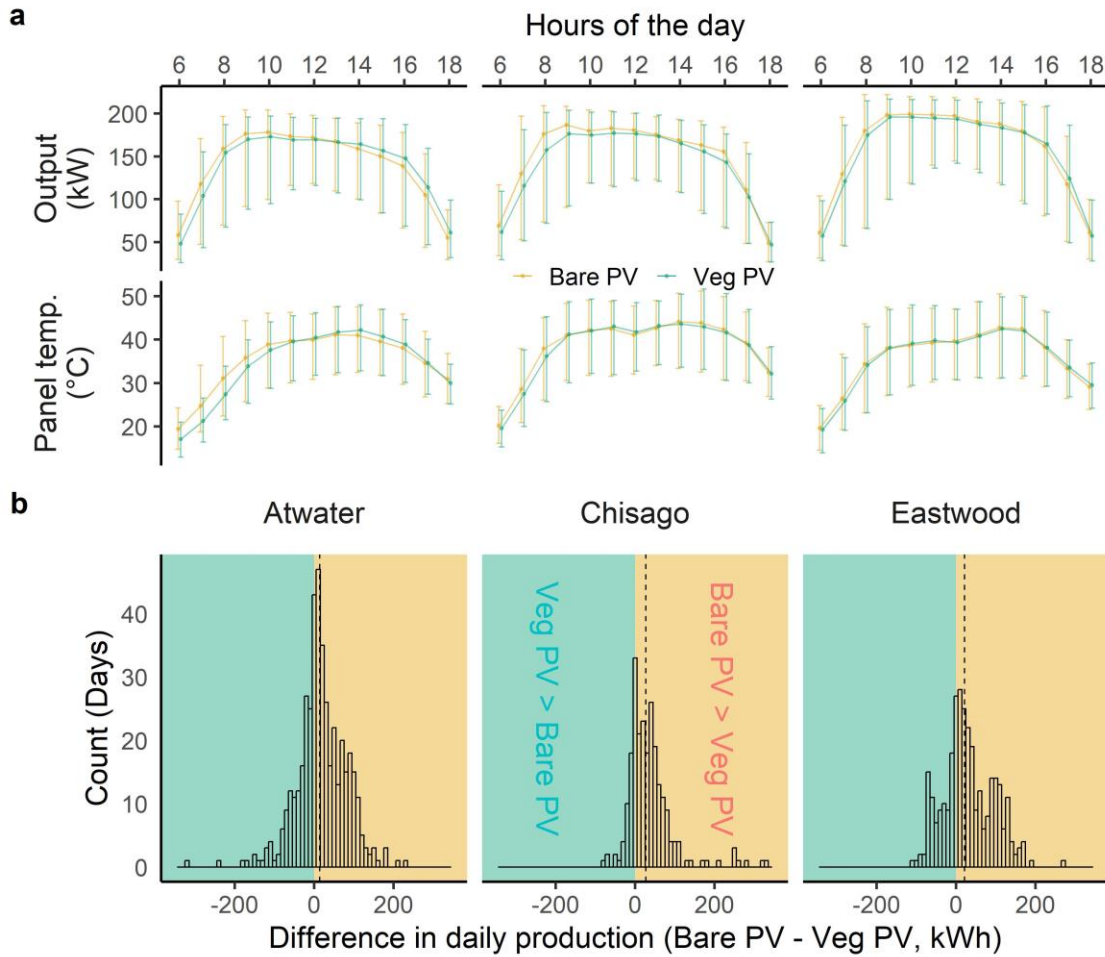 a
Hours of the day
6 8 10 12 14 16 18 6 8 10 12 14 16 18 6 8 10 12 14 16 18
Output
(kW)
200
150
100
50
Bare PV Veg PV
Panel temp.
(°C)
50
40
30
20
b
Atwater Chisago Eastwood
Count (Days)
40
30
20
10
0
Veg PV > Bare PV
Bare PV > Veg PV
-200 0 200 -200 0 200 -200 0 200
Difference in daily production (Bare PV - Veg PV, kWh)